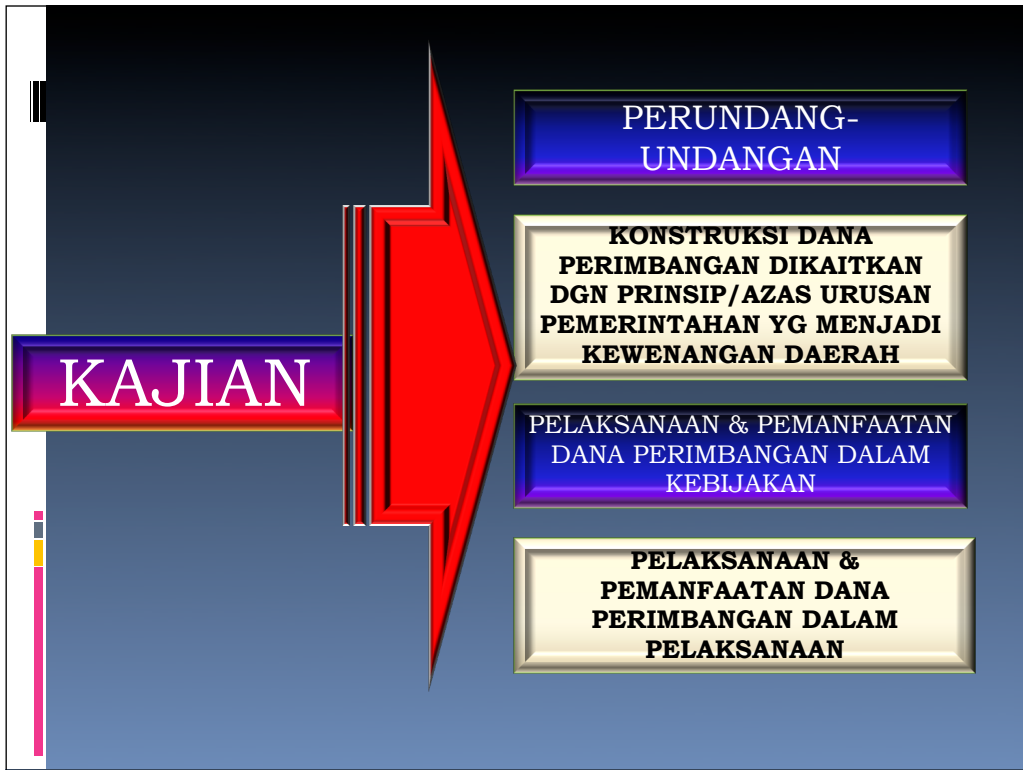 KAJIAN
PERUNDANG-
UNDANGAN
KONSTRUKSI DANA
PERIMBANGAN DIKAITKAN
DGN PRINSIP/AZAS URUSAN
PEMERINTAHAN YG MENJADI
KEWENANGAN DAERAH
PELAKSANAAN & PEMANFAATAN
DANA PERIMBANGAN DALAM
KEBIJAKAN
PELAKSANAAN &
PEMANFAATAN DANA
PERIMBANGAN DALAM
PELAKSANAAN